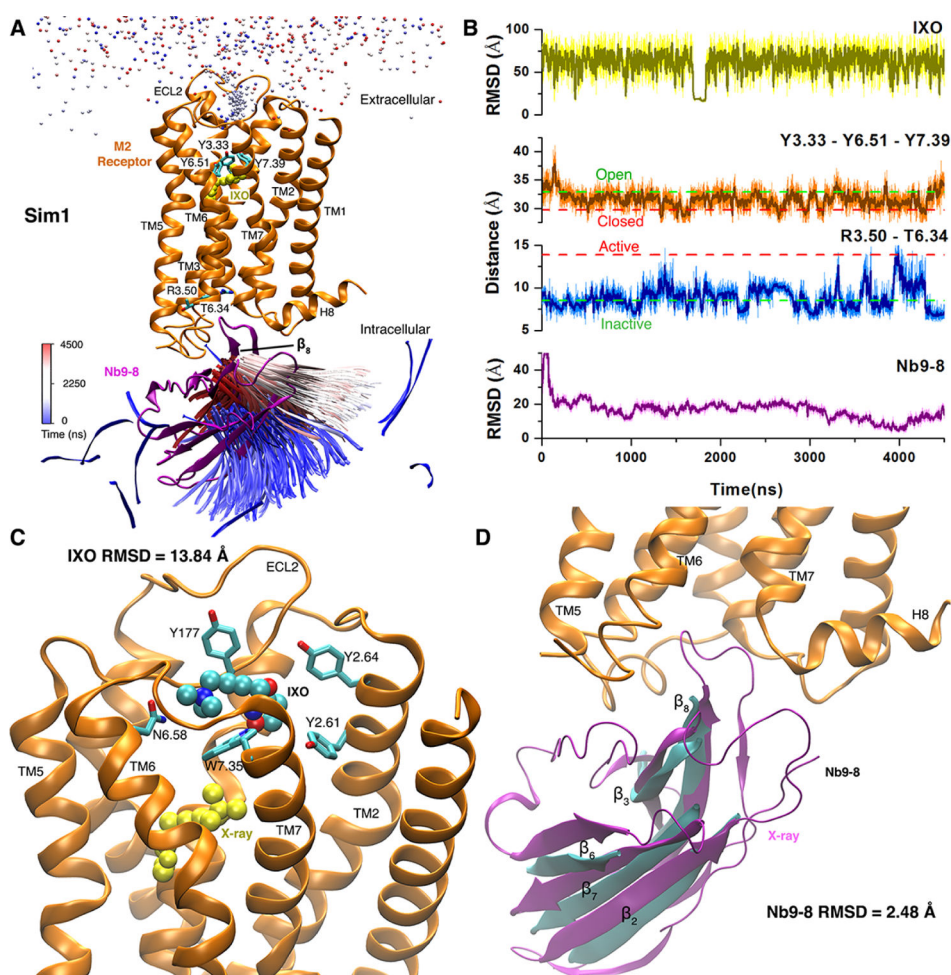 A
ECL2
Extracellular
Y3.33
M2
Receptor
Y6.51
Y7.39
IXO
TM2
Sim1
TM6
TM1
TM5
TM7
TM3
R3.50
T6.34
H8
Intracellular
β8
Nb9-8
4500
2250
0
Time (ns)
B
IXO
RMSD (Å)
100
50
0
Y3.33 - Y6.51 - Y7.39
Open
40
35
30
Closed
Distance (Å)
R3.50 - T6.34
Active
15
10
5
Inactive
Nb9-8
RMSD (Å)
40
20
0
0
1000
2000
3000
4000
Time(ns)
C
IXO RMSD = 13.84 Å
ECL2
Y177
Y2.64
IXO
N6.58
Y2.61
W7.35
TM5
TM6
TM2
TM7
X-ray
D
TM6
TM5
TM7
H8
β8
β3
Nb9-8
X-ray
β6
β7
β2
Nb9-8 RMSD = 2.48 Å